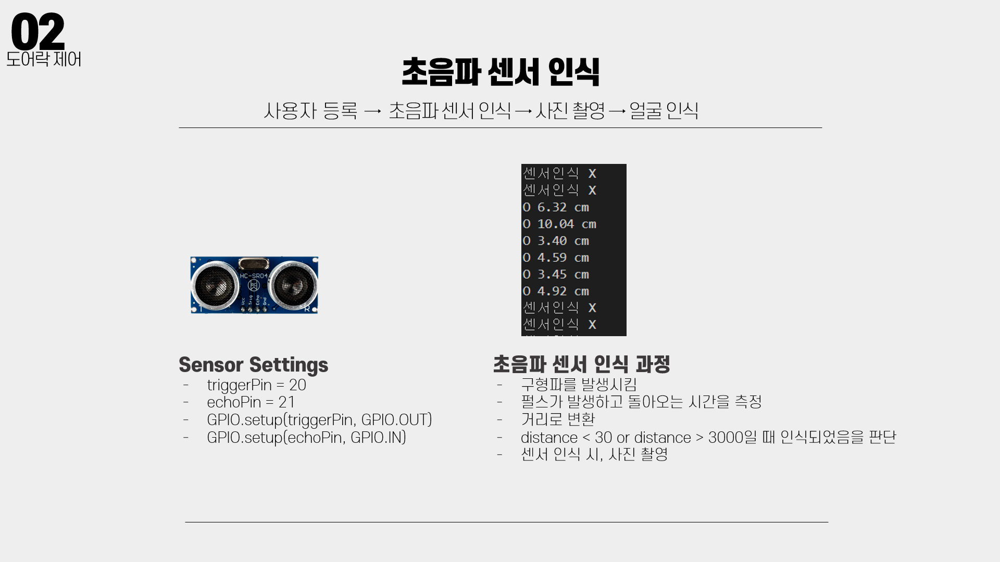 02
도어락 제어
초음파 센서 인식
사용자 등록 → 초음파 센서 인식 → 사진 촬영 → 얼굴 인식
센서인식 X
센서인식 X
O 6.32 cm
O 10.04 cm
O 3.40 cm
O 4.59 cm
O 3.45 cm
O 4.92 cm
센서인식 X
센서인식 X
HC-SR04
Vcc
Trig
Echo
Gnd
T
R
Sensor Settings
- triggerPin = 20
- echoPin = 21
- GPIO.setup(triggerPin, GPIO.OUT)
- GPIO.setup(echoPin, GPIO.IN)
초음파 센서 인식 과정
- 구형파를 발생시킴
- 펄스가 발생하고 돌아오는 시간을 측정
- 거리로 변환
- distance < 30 or distance > 3000일 때 인식되었음을 판단
- 센서 인식 시, 사진 촬영